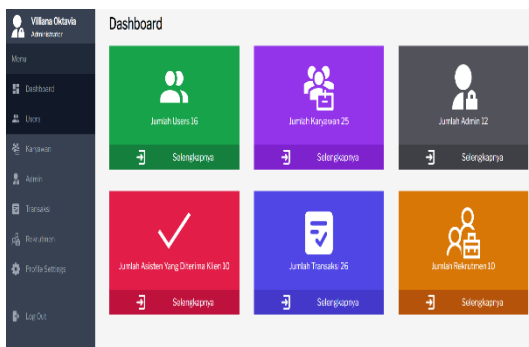 Villiana Oktavia
Administrator
Menu
Dashboard
Users
Karyawan
Admin
Transaksi
Rekrutmen
Profile Settings
Log Out
Dashboard
Jumlah Users 16
Selengkapnya
Jumlah Karyawan 25
Selengkapnya
Jumlah Admin 12
Selengkapnya
Jumlah Asisten Yang Diterima Klien 10
Selengkapnya
Jumlah Transaksi 26
Selengkapnya
Jumlah Rekrutmen 10
Selengkapnya